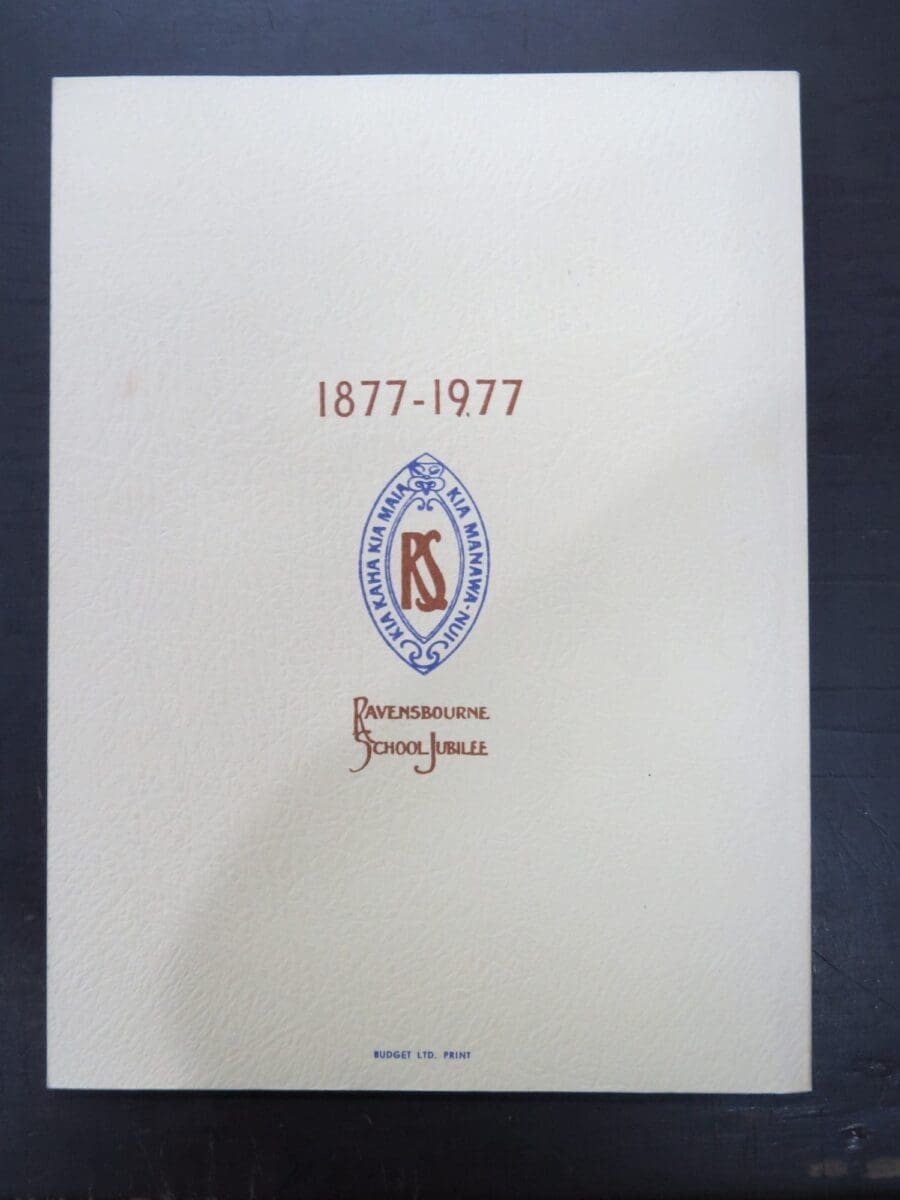 1877-1977
KIA KAHA KIA MAIA
KIA MANAWA-NUI
RS
RAVENSBOURNE
SCHOOL JUBILEE
BUDGET LTD. PRINT